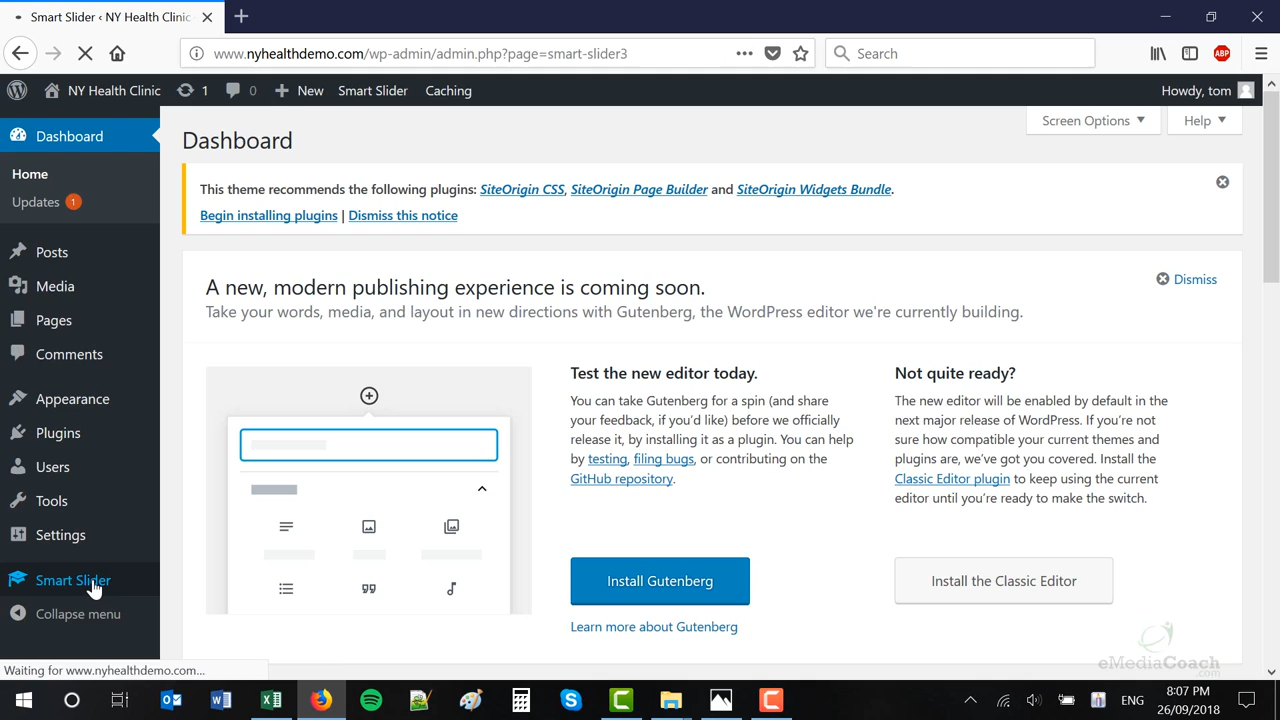 Smart Slider ‹ NY Health Clinic
www.nyhealthdemo.com/wp-admin/admin.php?page=smart-slider3
Search
ABP
NY Health Clinic
1
0
New
Smart Slider
Caching
Howdy, tom
Dashboard
Home
Updates 1
Posts
Media
Pages
Comments
Appearance
Plugins
Users
Tools
Settings
Smart Slider
Collapse menu
Waiting for www.nyhealthdemo.com...
Dashboard
Screen Options
Help
This theme recommends the following plugins: SiteOrigin CSS, SiteOrigin Page Builder and SiteOrigin Widgets Bundle.
Begin installing plugins | Dismiss this notice
A new, modern publishing experience is coming soon.
Dismiss
Take your words, media, and layout in new directions with Gutenberg, the WordPress editor we're currently building.
Test the new editor today.
You can take Gutenberg for a spin (and share
your feedback, if you'd like) before we officially
release it, by installing it as a plugin. You can help
by testing, filing bugs, or contributing on the
GitHub repository.
Install Gutenberg
Learn more about Gutenberg
Not quite ready?
The new editor will be enabled by default in the
next major release of WordPress. If you're not
sure how compatible your current themes and
plugins are, we've got you covered. Install the
Classic Editor plugin to keep using the current
editor until you're ready to make the switch.
Install the Classic Editor
eMediaCoach
.com
ENG
8:07 PM
26/09/2018